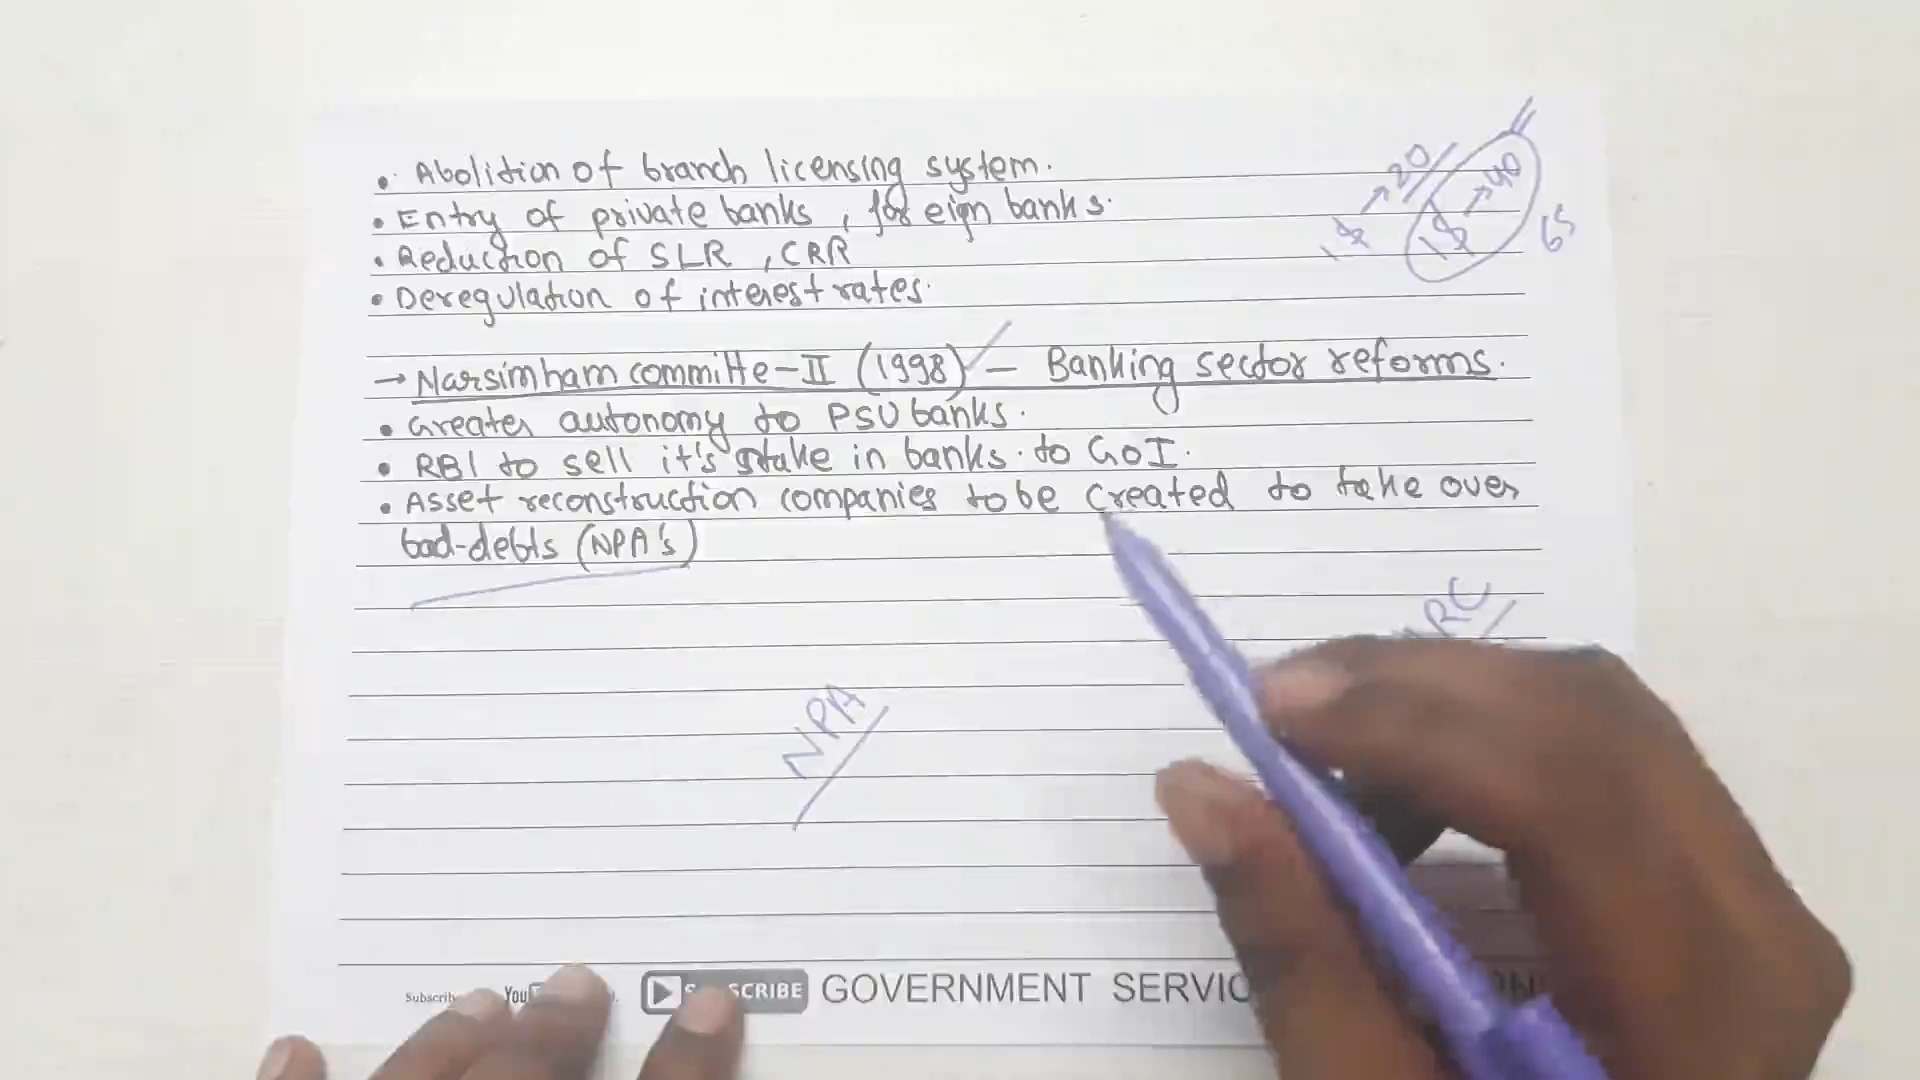 • Abolition of branch licensing system.
• Entry of private banks, foreign banks.
• Reduction of SLR, CRR
• Deregulation of interest rates.
1$ → 20
1$ → 40
65
→ Narsimham committe-II (1998) – Banking sector reforms.
• Greater autonomy to PSU banks.
• RBI to sell it's stake in banks. to GoI.
• Asset reconstruction companies to be created to take over
bad-debts (NPA's)
ARC
NPA
GOVERNMENT